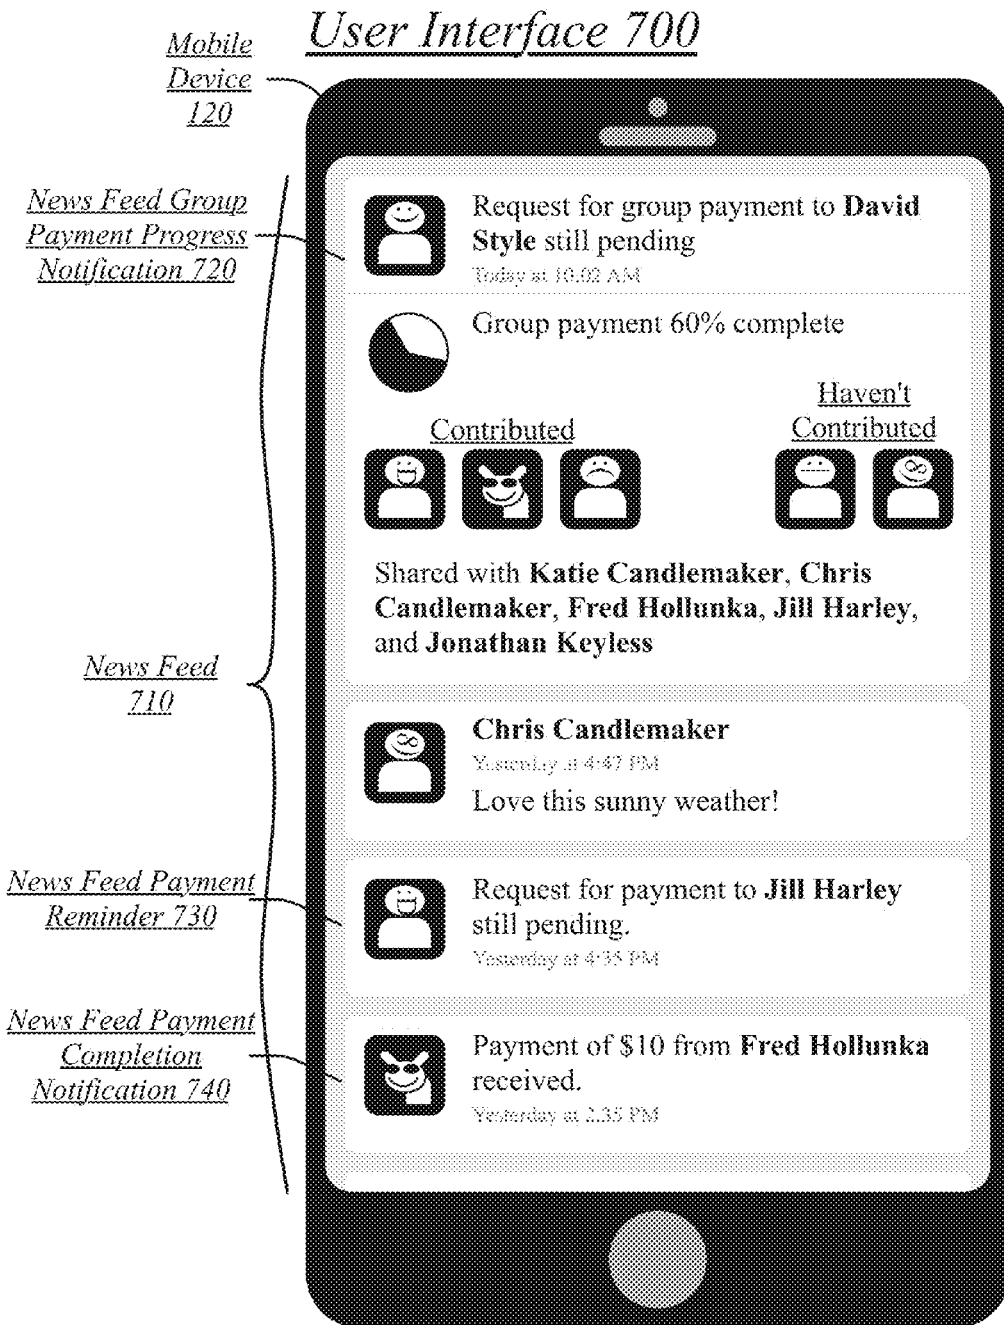 User Interface 700
Mobile
Device
120
News Feed Group
Payment Progress
Notification 720
Request for group payment to David
Style still pending
Today at 10:02 AM
Group payment 60% complete
Contributed
Haven't
Contributed
Shared with Katie Candlemaker, Chris
Candlemaker, Fred Hollunka, Jill Harley,
and Jonathan Keyless
News Feed
710
Chris Candlemaker
Yesterday at 4:47 PM
Love this sunny weather!
News Feed Payment
Reminder 730
Request for payment to Jill Harley
still pending.
Yesterday at 4:35 PM
News Feed Payment
Completion
Notification 740
Payment of $10 from Fred Hollunka
received.
Yesterday at 2:35 PM